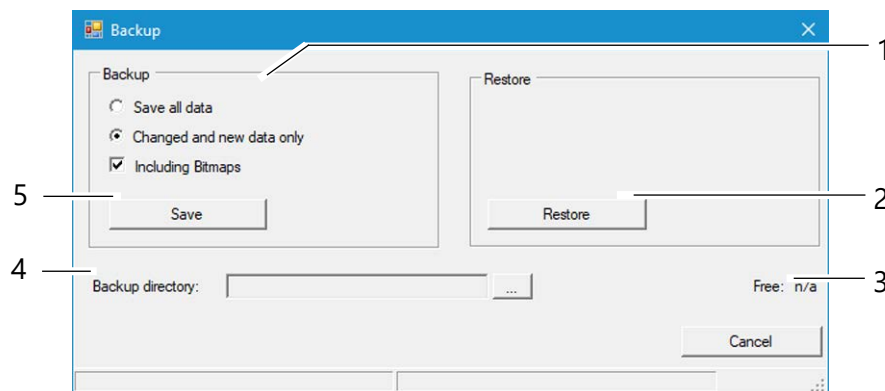 Backup
1
Backup
Restore
Save all data
Changed and new data only
Including Bitmaps
5
Save
Restore
2
4
Backup directory:
...
Free: n/a
3
Cancel